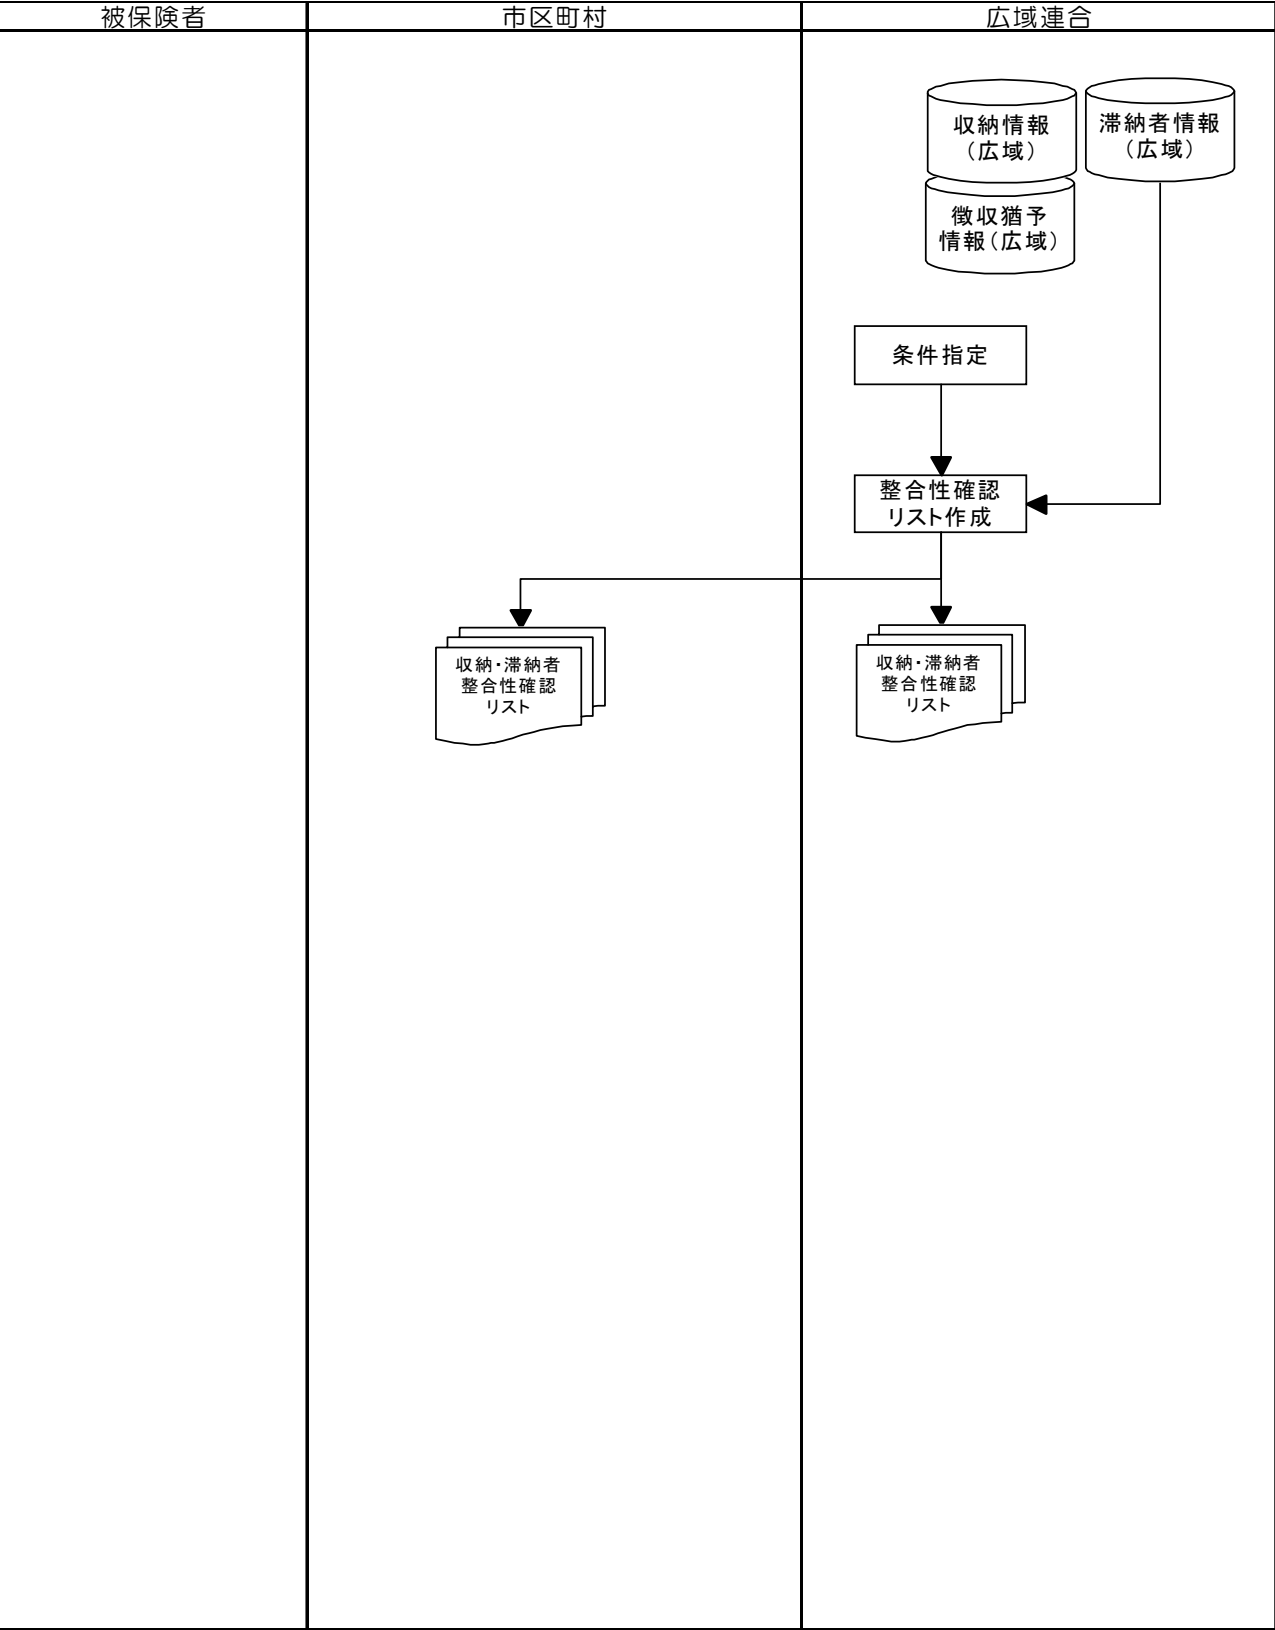 被保険者
市区町村
広域連合
収納情報
（広域）
滞納者情報
（広域）
徴収猶予
情報（広域）
条件指定
整合性確認
リスト作成
収納・滞納者
整合性確認
リスト
収納・滞納者
整合性確認
リスト